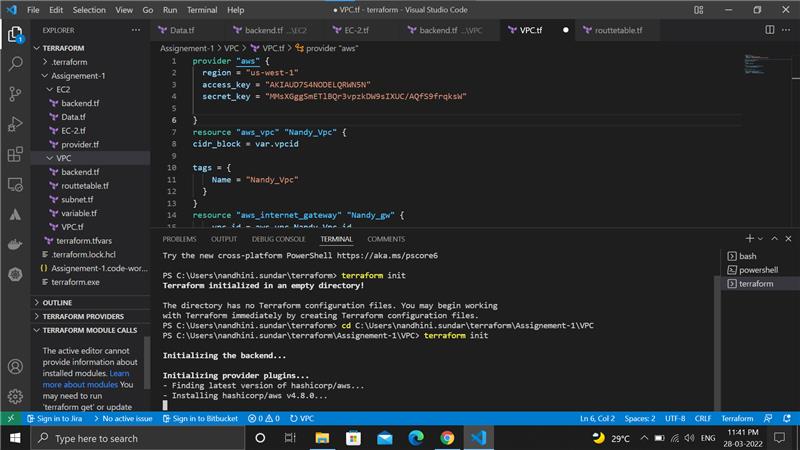 File Edit Selection View Go Run Terminal Help
● VPC.tf - terraform - Visual Studio Code
EXPLORER
TERRAFORM
.terraform
Assignement-1
EC2
backend.tf
Data.tf
EC-2.tf
provider.tf
VPC
backend.tf
routtetable.tf
subnet.tf
variable.tf
VPC.tf
terraform.tfvars
.terraform.lock.hcl
Assignement-1.code-wor...
terraform.exe
OUTLINE
TERRAFORM PROVIDERS
TERRAFORM MODULE CALLS
The active editor cannot
provide information about
installed modules. Learn
more about modules You
may need to run
'terraform get' or update
Data.tf
backend.tf ...\EC2
EC-2.tf
backend.tf ...\VPC
VPC.tf
routtetable.tf
Assignement-1 > VPC > VPC.tf > provider "aws"
1 provider "aws" {
2 region = "us-west-1"
3 access_key =
4 secret_key =
5
6 }
7 resource "aws_vpc" "Nandy_Vpc" {
8 cidr_block = var.vpcid
9
10 tags = {
11 Name = "Nandy_Vpc"
12 }
13 }
14 resource "aws_internet_gateway" "Nandy_gw" {
15 vpc_id = aws_vpc.Nandy_Vpc.id
PROBLEMS OUTPUT DEBUG CONSOLE TERMINAL COMMENTS
Try the new cross-platform PowerShell https://aka.ms/pscore6
PS C:\Users\nandhini.sundar\terraform> terraform init
Terraform initialized in an empty directory!
The directory has no Terraform configuration files. You may begin working
with Terraform immediately by creating Terraform configuration files.
PS C:\Users\nandhini.sundar\terraform> cd C:\Users\nandhini.sundar\terraform\Assignement-1\VPC
PS C:\Users\nandhini.sundar\terraform\Assignement-1\VPC> terraform init
Initializing the backend...
Initializing provider plugins...
- Finding latest version of hashicorp/aws...
- Installing hashicorp/aws v4.8.0...
bash
powershell
terraform
Sign in to Jira
No active issue
Sign in to Bitbucket
0 0
VPC
Ln 6, Col 2
Spaces: 2
UTF-8
CRLF
Terraform
Type here to search
29°C
ENG
11:41 PM
28-03-2022